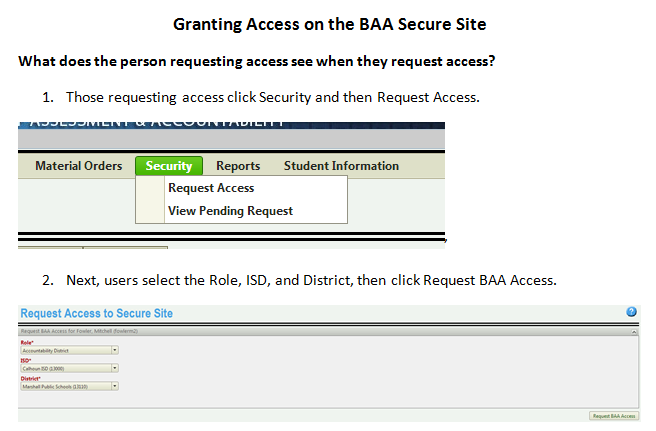 Granting Access on the BAA Secure Site
What does the person requesting access see when they request access?
1. Those requesting access click Security and then Request Access.
ASSESSMENT & ACCOUNTABILITY
Material Orders Security Reports Student Information
Request Access
View Pending Request
2. Next, users select the Role, ISD, and District, then click Request BAA Access.
Request Access to Secure Site
Request BAA Access for Fowler, Mitchell (fowlerm2)
Role*
Accountability District
ISD*
Calhoun ISD (13000)
District*
Marshall Public Schools (13110)
Request BAA Access